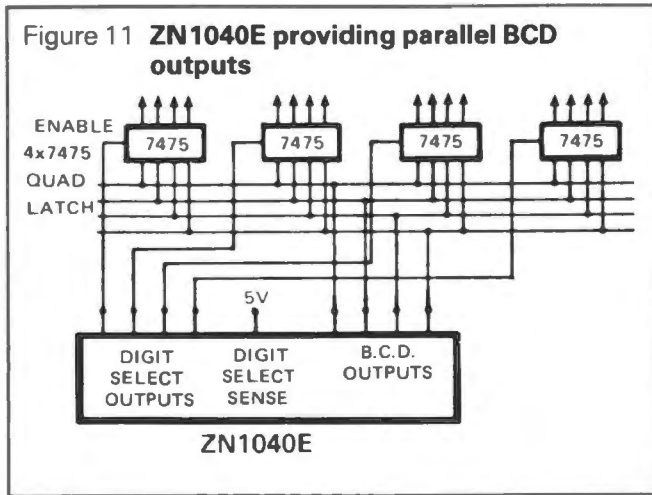 Figure 11 ZN1040E providing parallel BCD
outputs
ENABLE
4x7475
QUAD
LATCH
7475
7475
7475
7475
5V
DIGIT
SELECT
OUTPUTS
DIGIT
SELECT
SENSE
B.C.D.
OUTPUTS
ZN1040E